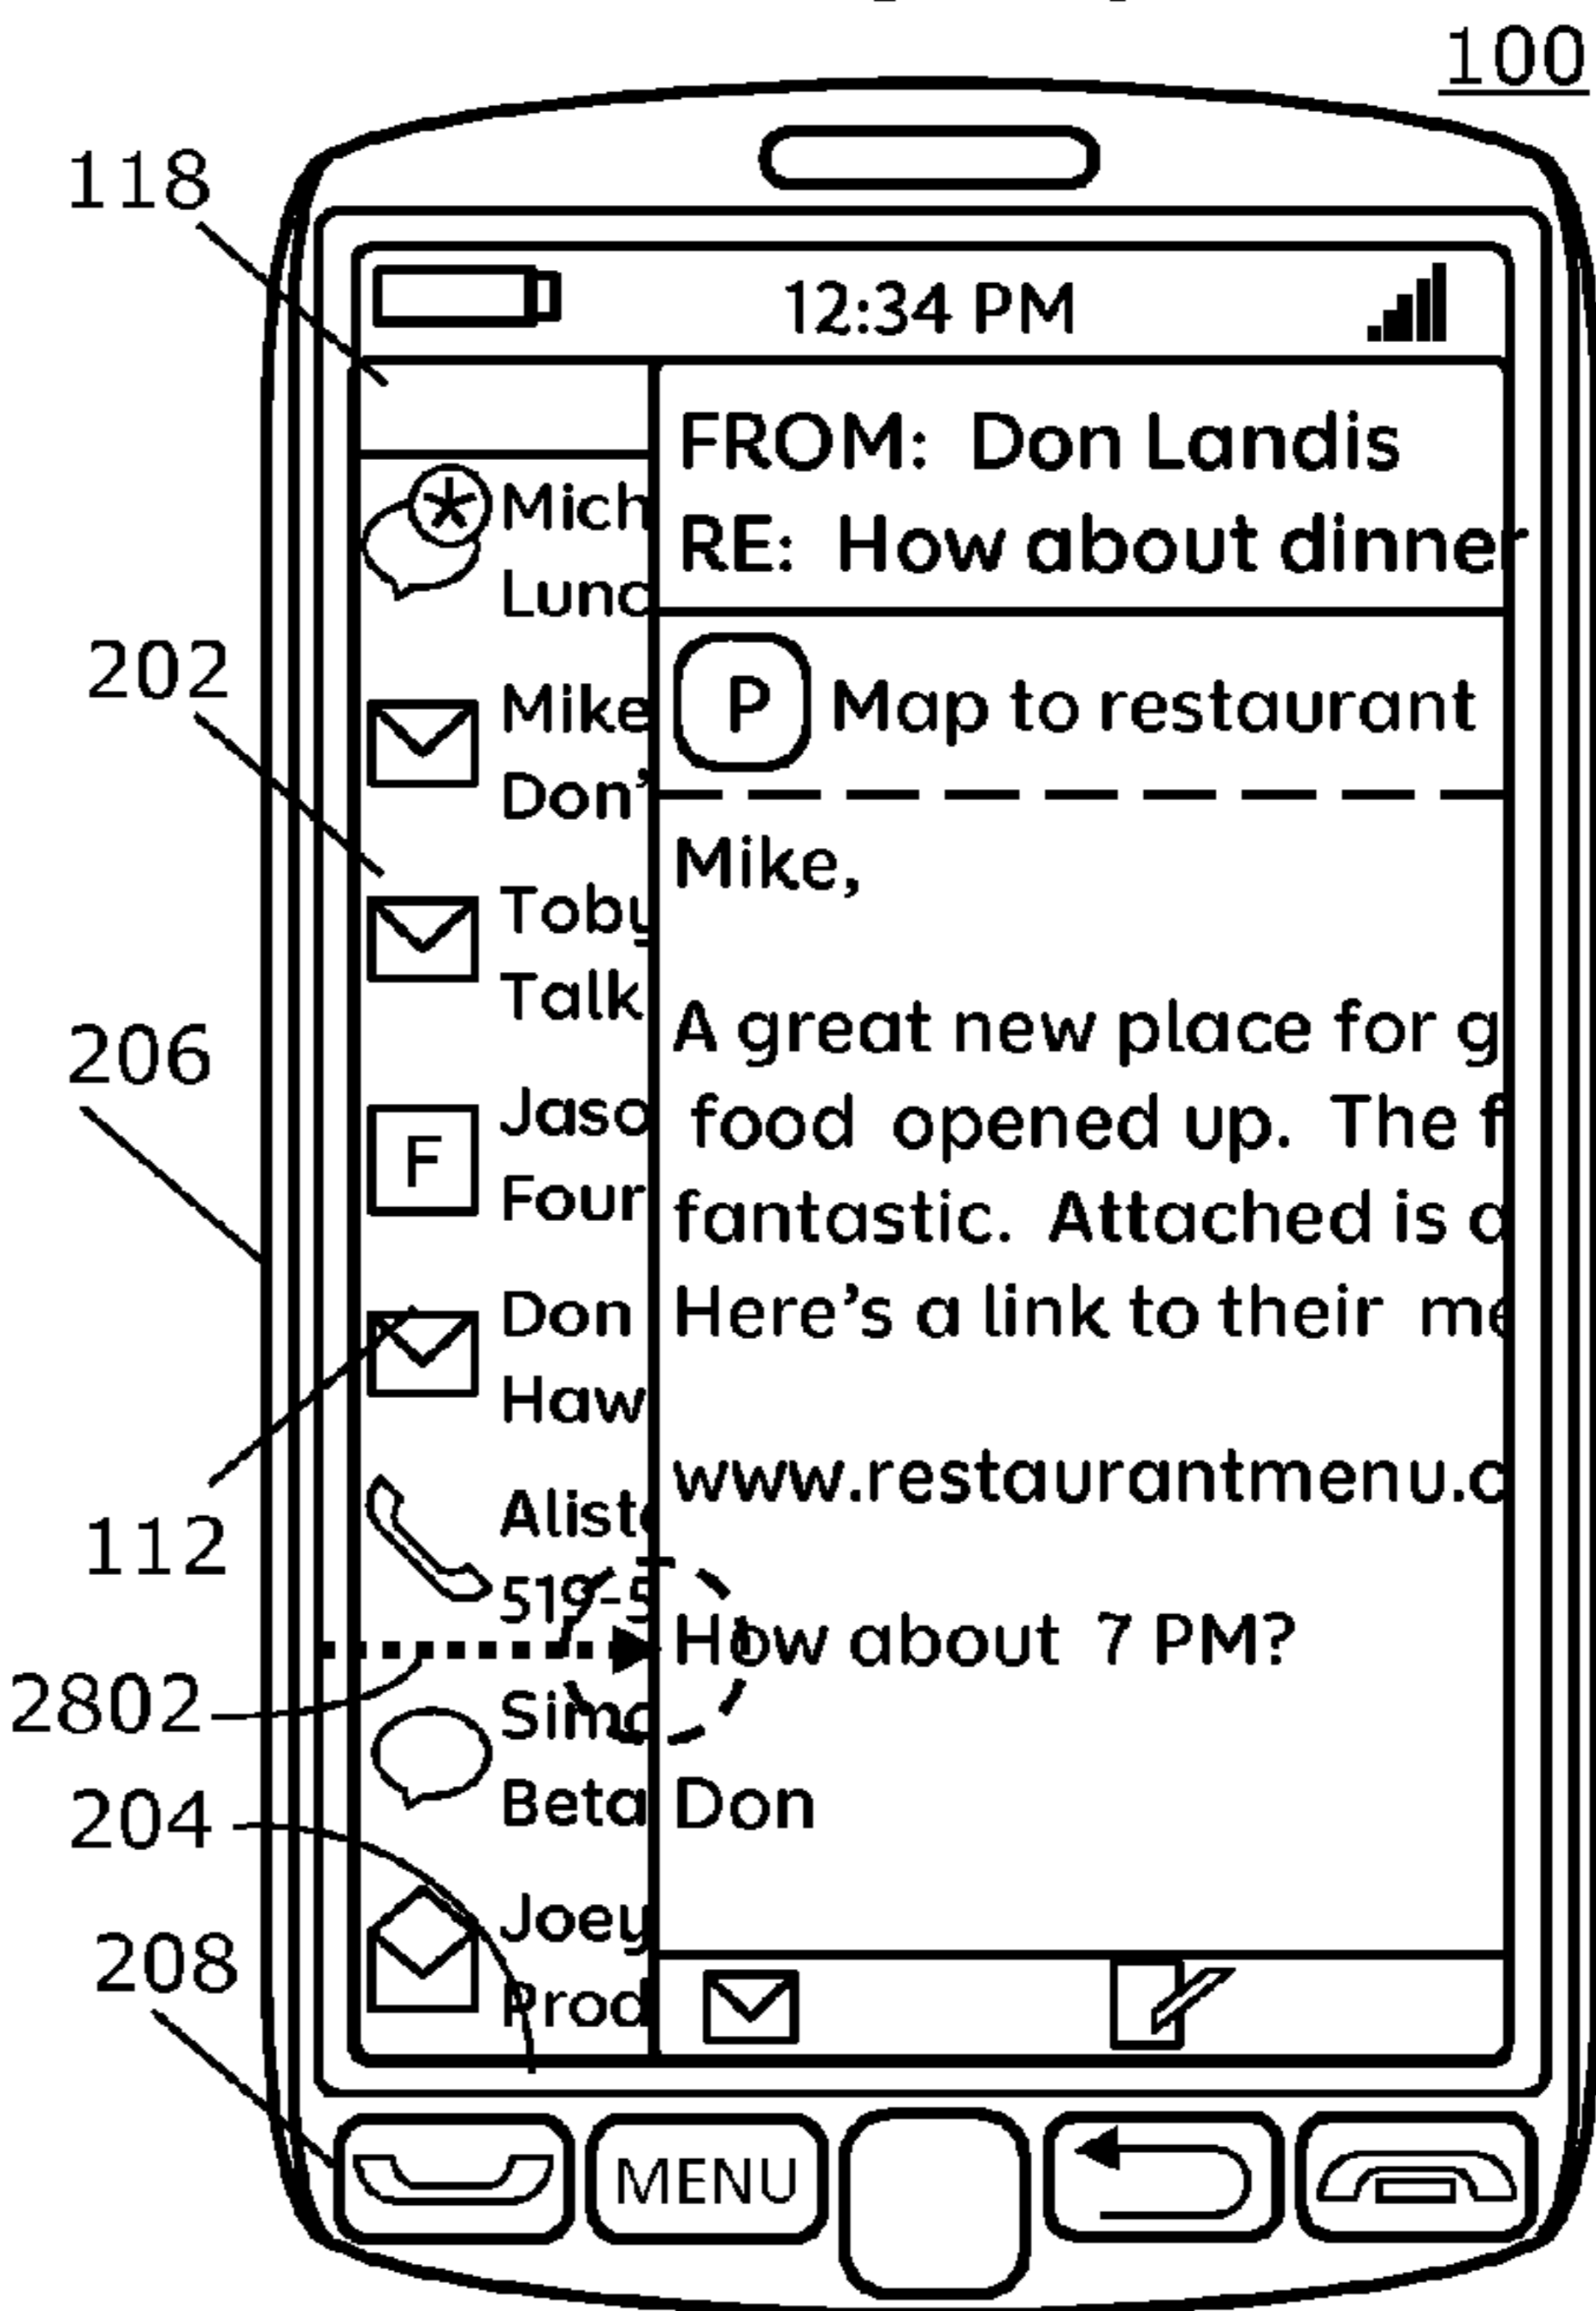 100
118
12:34 PM
FROM: Don Landis
RE: How about dinner
Mich
Lunc
202
Mike
Don'
P Map to restaurant
Mike,
Toby
Talk
206
A great new place for g
food opened up. The f
F
Jaso
Four
fantastic. Attached is a
Here's a link to their me
Don
Haw
112
www.restaurantmenu.c
Alista
519-5
How about 7 PM?
2802
Simo
Beta
204
Don
208
Joey
Prod
MENU